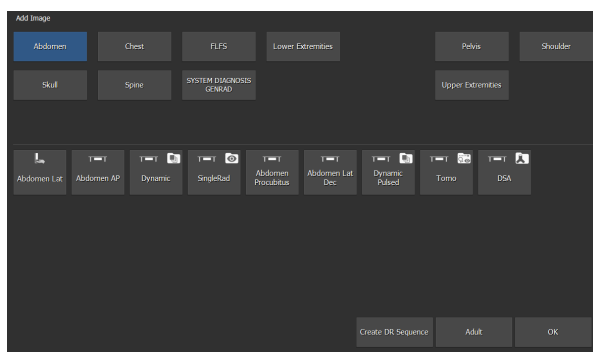 Add Image
Abdomen
Chest
FLFS
Lower Extremities
Pelvis
Shoulder
Skull
Spine
SYSTEM DIAGNOSIS
GENRAD
Upper Extremities
Abdomen Lat
Abdomen AP
Dynamic
SingleRad
Abdomen
Procubitus
Abdomen Lat
Dec
Dynamic
Pulsed
Tomo
DSA
Create DR Sequence
Adult
OK